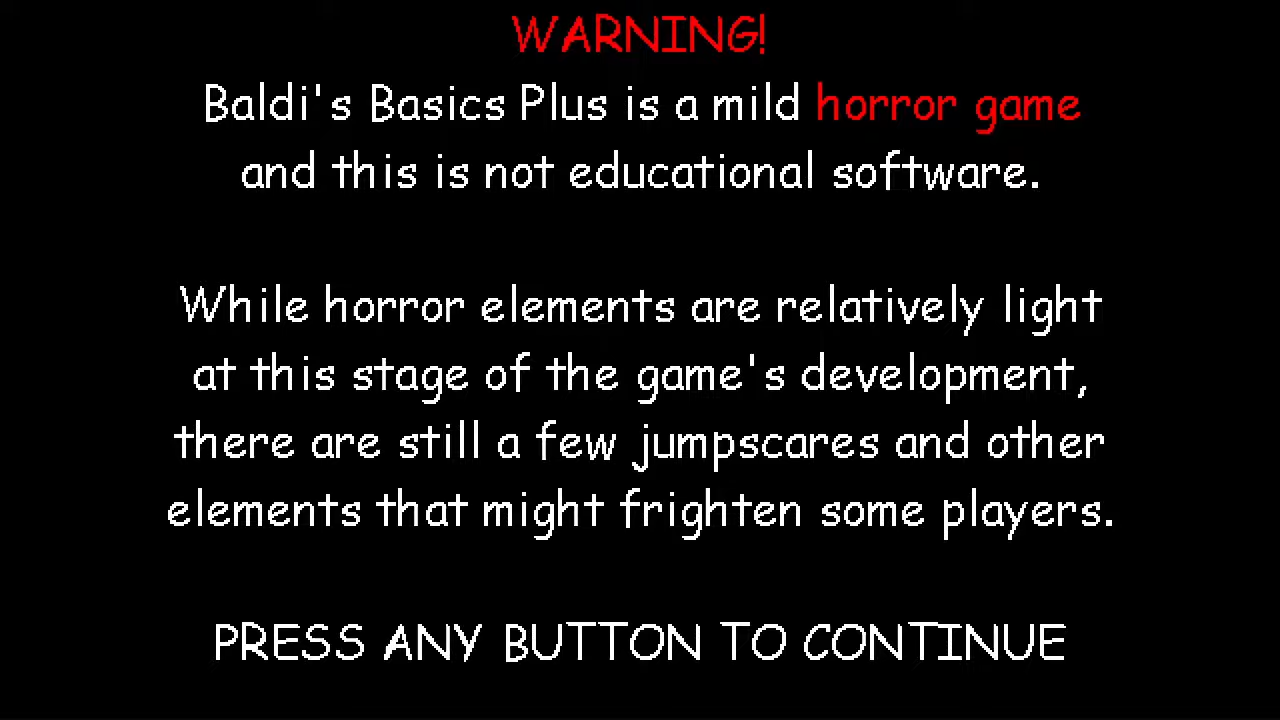 WARNING!
Baldi's Basics Plus is a mild horror game
and this is not educational software.
While horror elements are relatively light
at this stage of the game's development,
there are still a few jumpscares and other
elements that might frighten some players.
PRESS ANY BUTTON TO CONTINUE